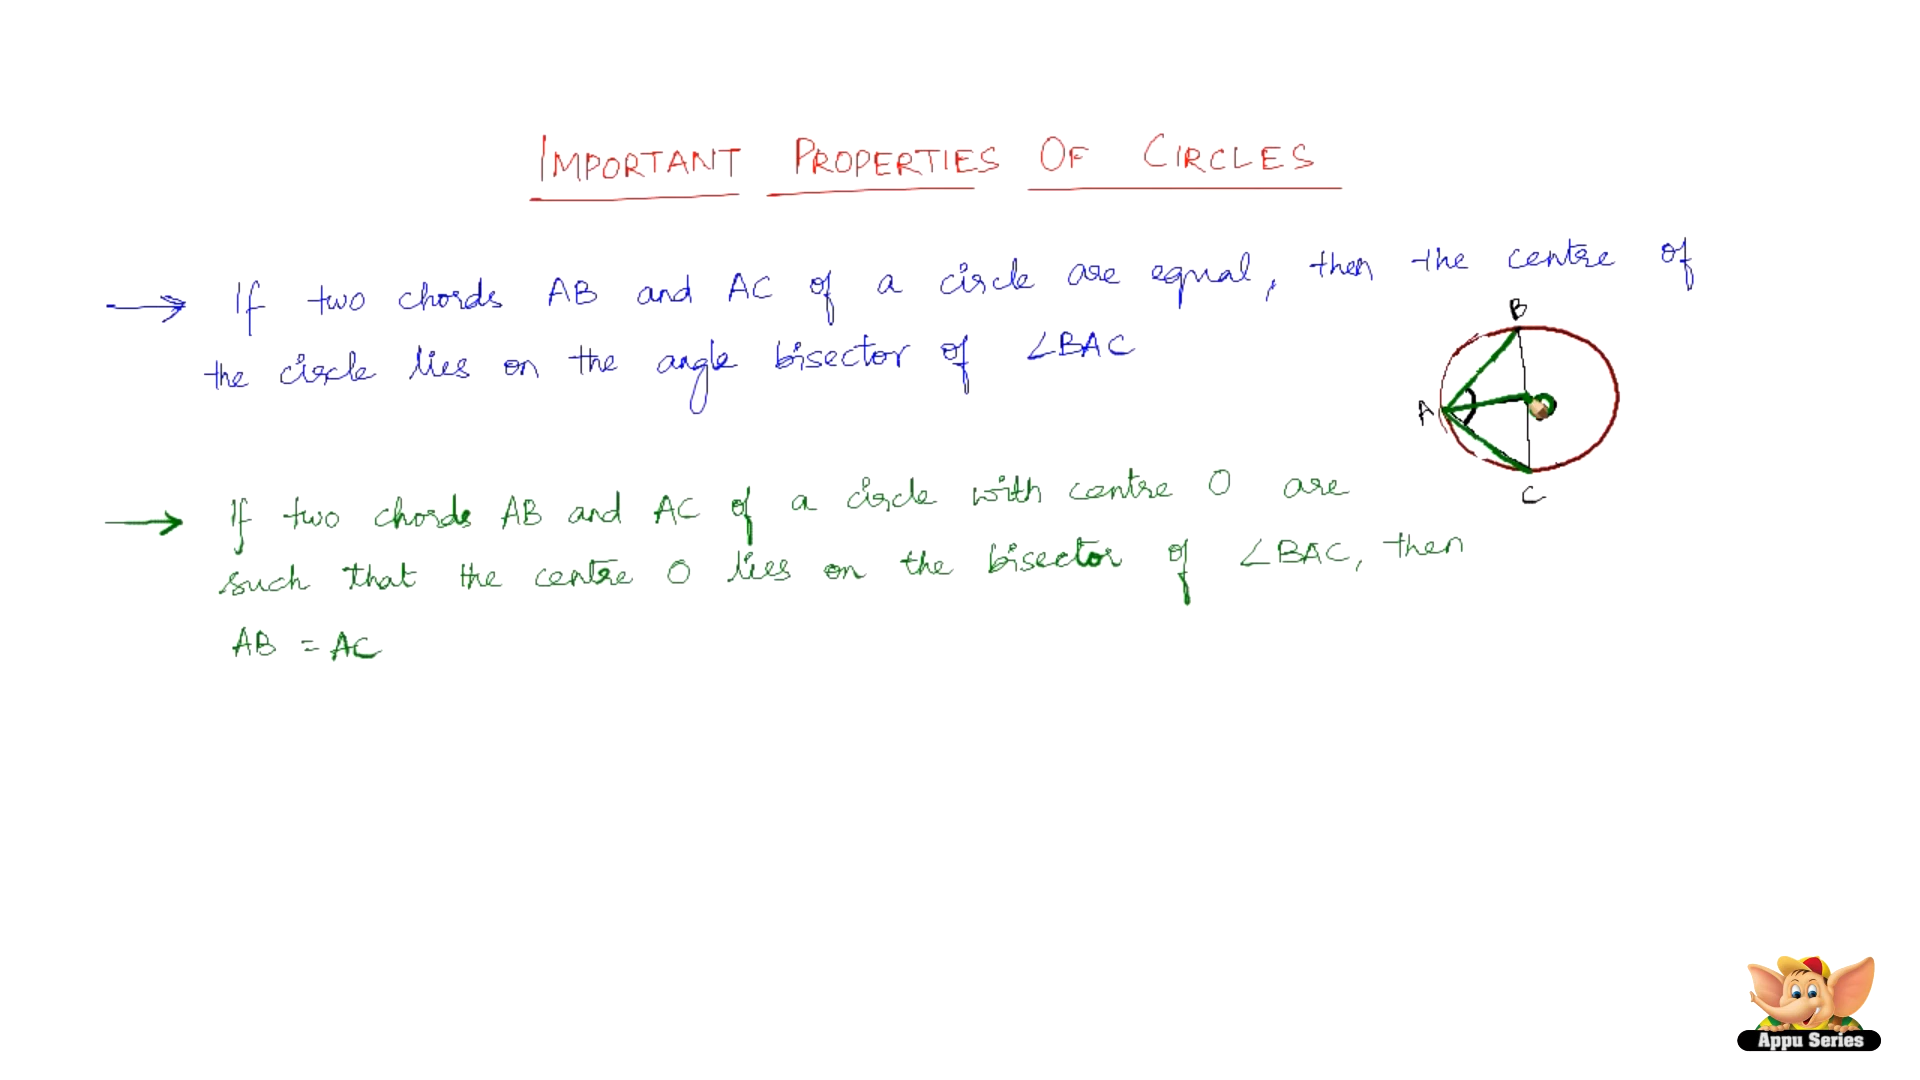 IMPORTANT PROPERTIES OF CIRCLES
If two chords AB and AC of a circle are equal, then the centre of
the circle lies on the angle bisector of ∠BAC
B
A
O
C
If two chords AB and AC of a circle with centre O are
such that the centre O lies on the bisector of ∠BAC, then
AB = AC
Appu Series